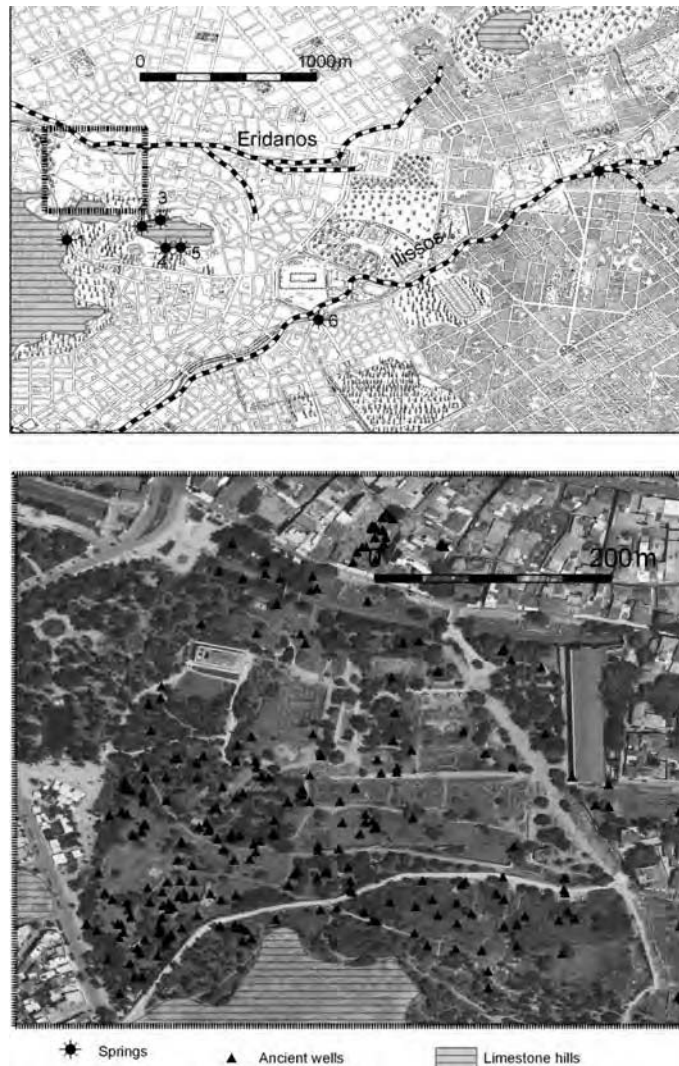 0 1000m
Eridanos
7
3
1
Ilissos
4 5
6
0 200m
Springs Ancient wells Limestone hills